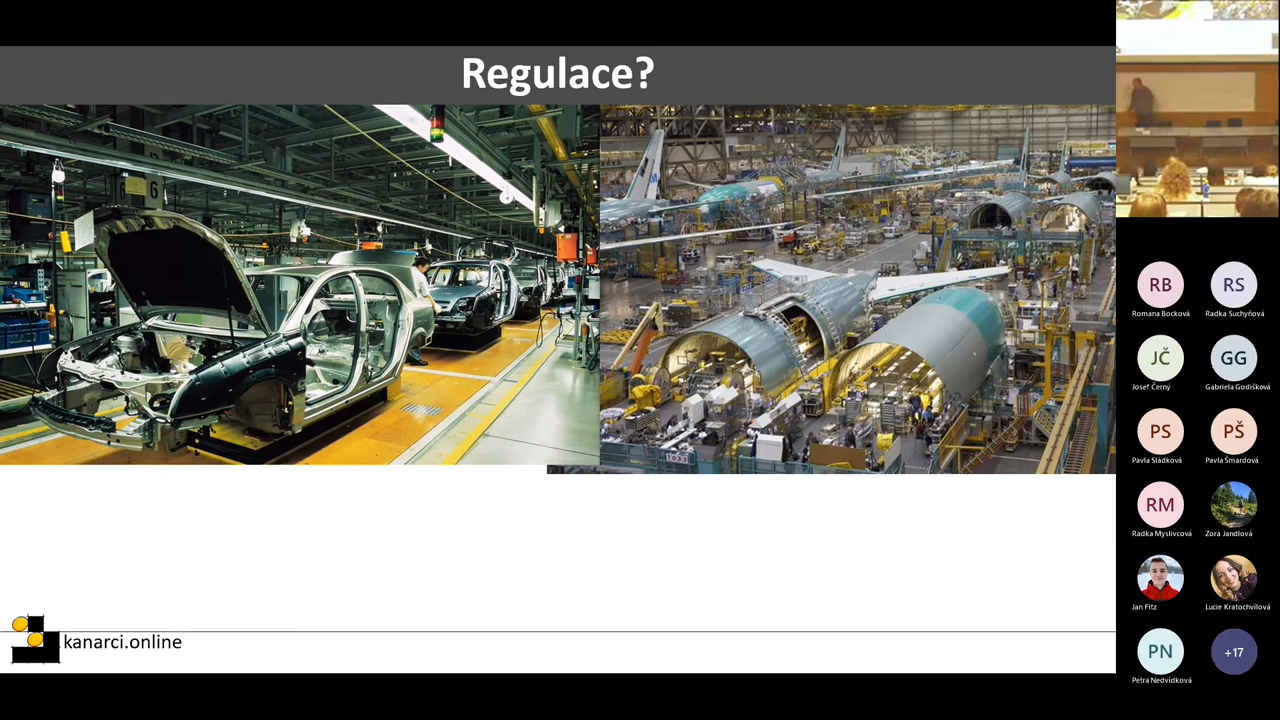 Regulace?
6
kanarci.online
RB
RS
Romana Bocková
Radka Suchyňová
JČ
GG
Josef Černý
Gabriela Godišková
PS
PŠ
Pavla Sládková
Pavla Šmardová
RM
Radka Myslivcová
Zora Jandlová
Jan Fitz
Lucie Kratochvílová
PN
+17
Petra Nedvídková